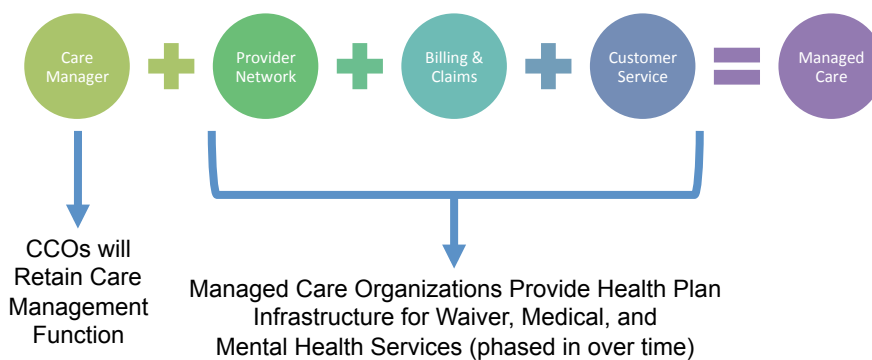 Care
Manager
Provider
Network
Billing &
Claims
Customer
Service
Managed
Care
CCOs will
Retain Care
Management
Function
Managed Care Organizations Provide Health Plan
Infrastructure for Waiver, Medical, and
Mental Health Services (phased in over time)